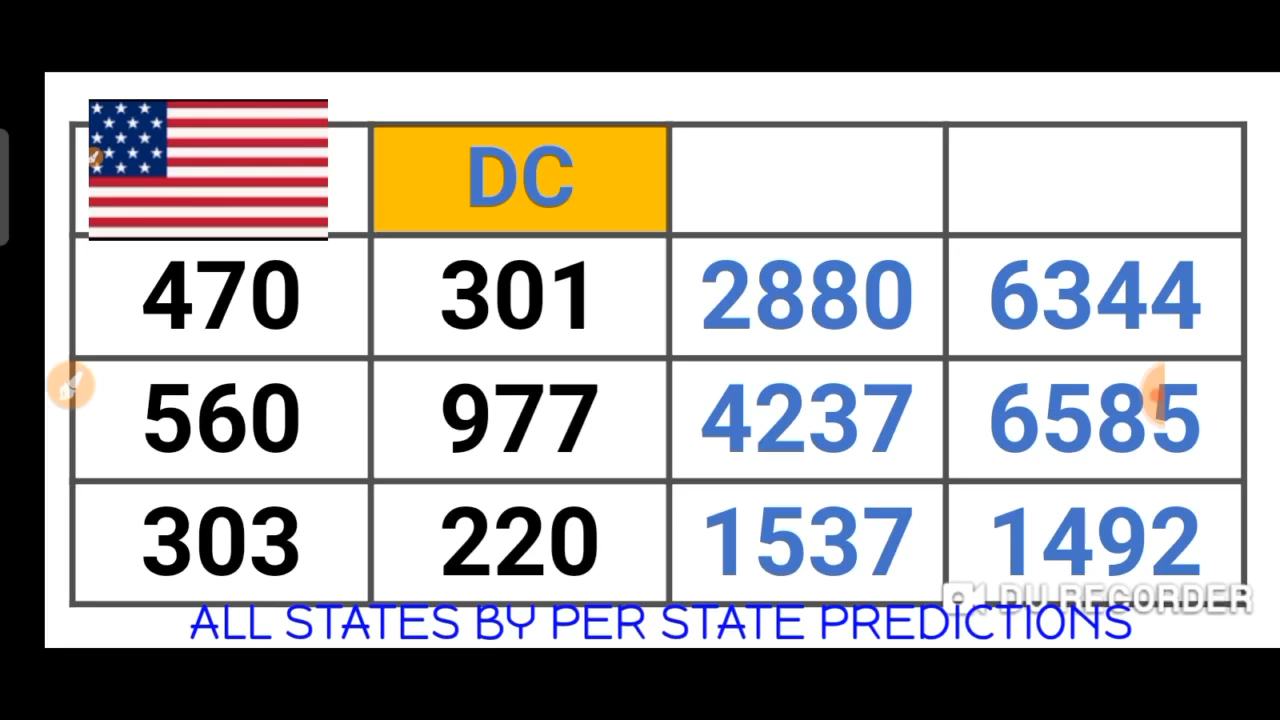 DC
470 301 2880 6344
560 977 4237 6585
303 220 1537 1492
DU RECORDER
ALL STATES BY PER STATE PREDICTIONS